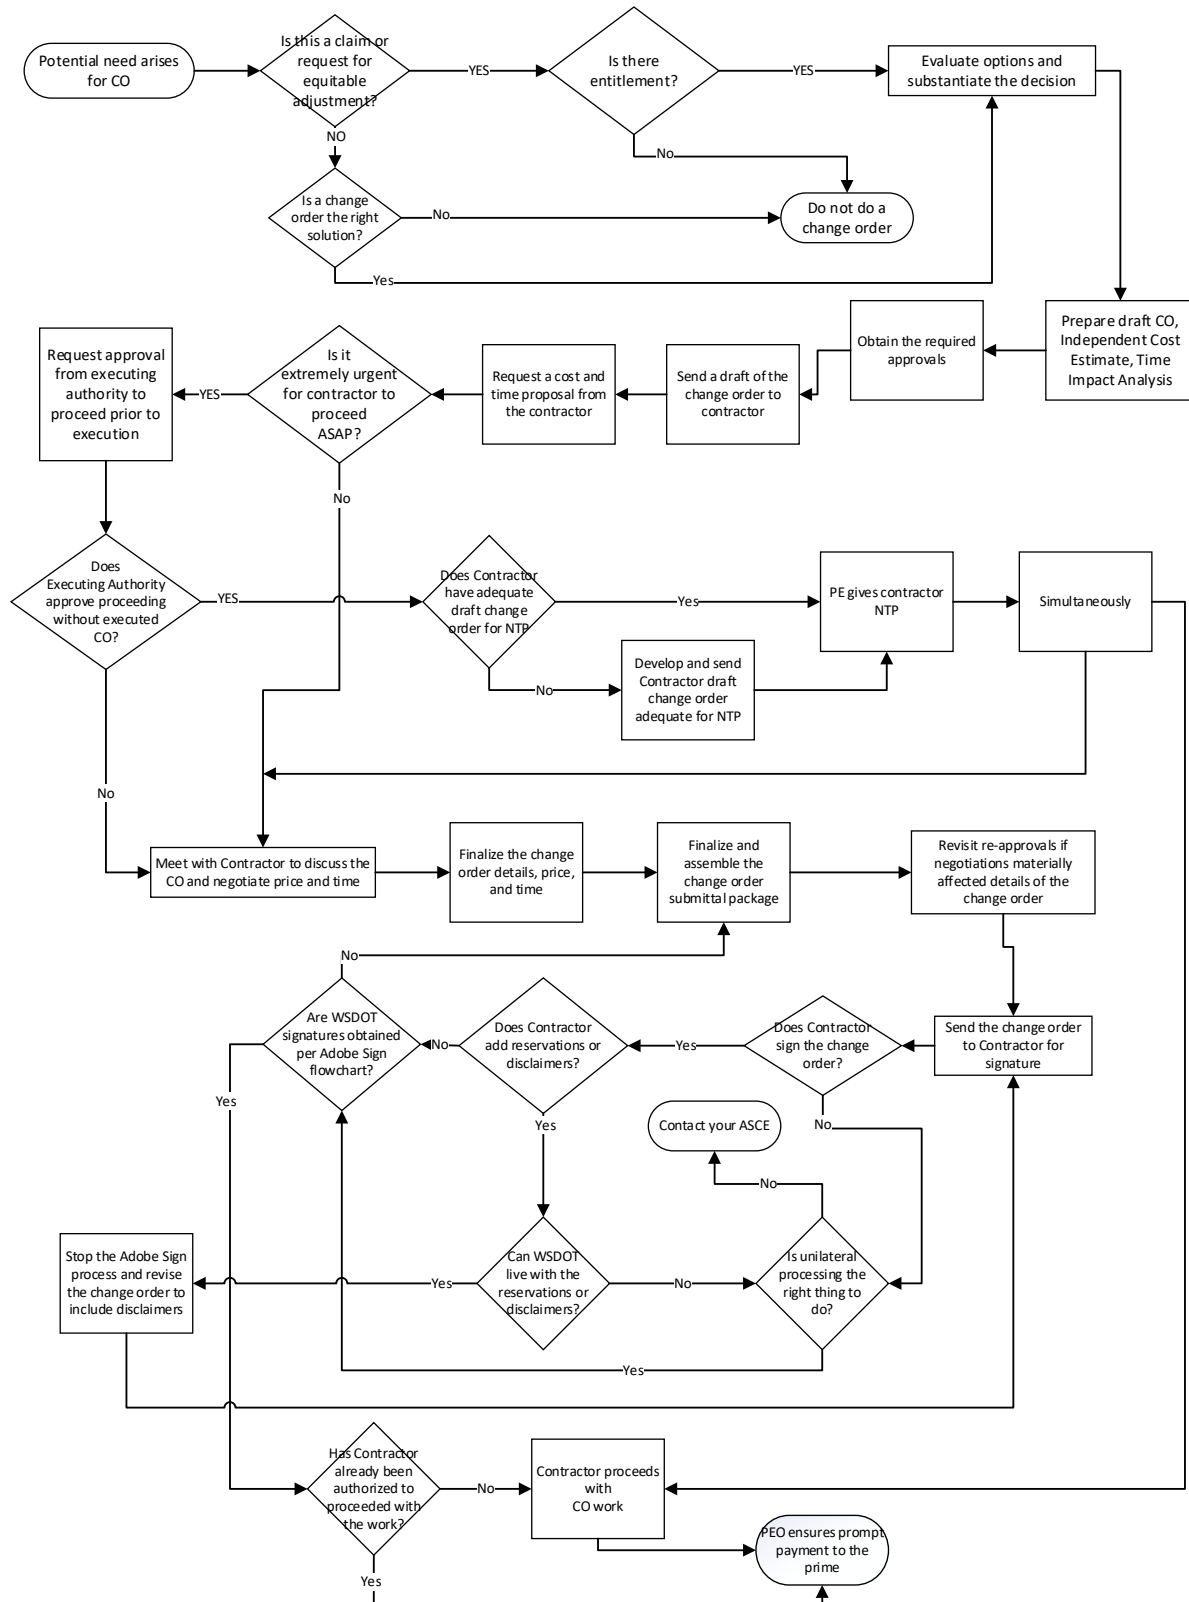 Potential need arises
for CO
Is this a claim or
request for
equitable
adjustment?
YES
Is there
entitlement?
YES
Evaluate options and
substantiate the decision
NO
No
Is a change
order the right
solution?
No
Do not do a
change order
Yes
Prepare draft CO,
Independent Cost
Estimate, Time
Impact Analysis
Obtain the required
approvals
Send a draft of the
change order to
contractor
Request a cost and
time proposal from
the contractor
Is it
extremely urgent
for contractor to
proceed
ASAP?
YES
Request approval
from executing
authority to
proceed prior to
execution
No
Does
Executing Authority
approve proceeding
without executed
CO?
YES
Does Contractor
have adequate
draft change
order for NTP
Yes
PE gives contractor
NTP
Simultaneously
No
Develop and send
Contractor draft
change order
adequate for NTP
No
Meet with Contractor to discuss the
CO and negotiate price and time
Finalize the change
order details, price,
and time
Finalize and
assemble the
change order
submittal package
Revisit re-approvals if
negotiations materially
affected details of the
change order
No
Are WSDOT
signatures obtained
per Adobe Sign
flowchart?
No
Does Contractor
add reservations or
disclaimers?
Yes
Does Contractor
sign the change
order?
Send the change order
to Contractor for
signature
Yes
Yes
Contact your ASCE
No
No
Stop the Adobe Sign
process and revise
the change order to
include disclaimers
Yes
Can WSDOT
live with the
reservations or
disclaimers?
No
Is unilateral
processing the
right thing to
do?
Yes
Has Contractor
already been
authorized to
proceeded with
the work?
No
Contractor proceeds
with
CO work
PEO ensures prompt
payment to the
prime
Yes